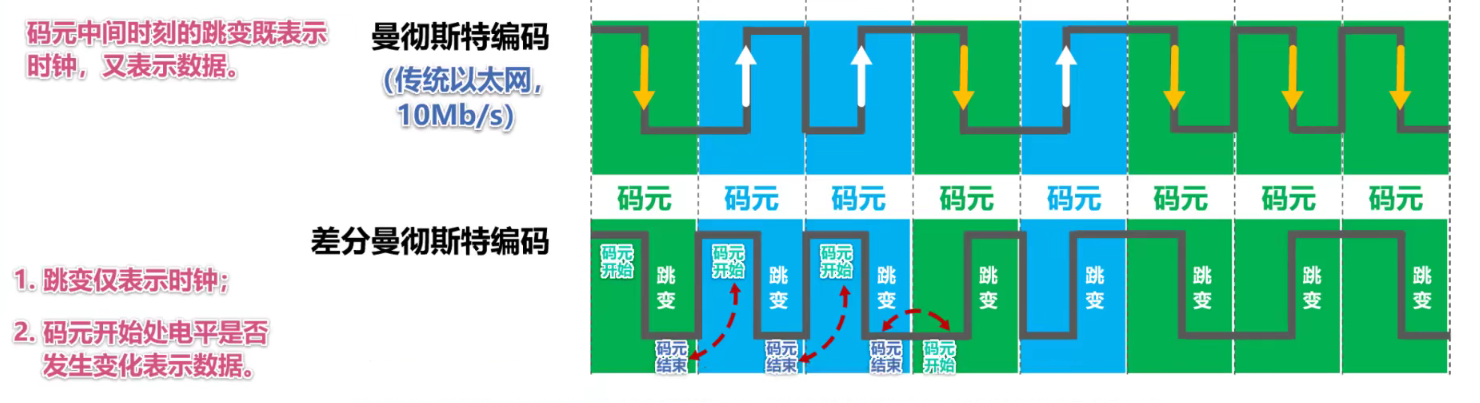 码元中间时刻的跳变既表示
时钟，又表示数据。
曼彻斯特编码
(传统以太网，
10Mb/s)
码元 码元 码元 码元 码元 码元 码元 码元
差分曼彻斯特编码
1. 跳变仅表示时钟；
2. 码元开始处电平是否
发生变化表示数据。
码元
开始
跳
变
码元
结束
码元
开始
跳
变
码元
结束
码元
开始
跳
变
码元
结束
码元
开始
跳
变
跳
变
跳
变
跳
变
跳
变